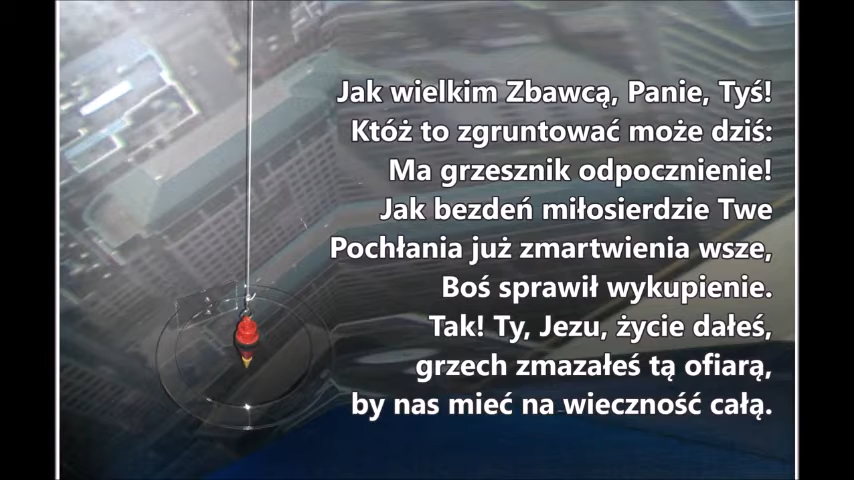 Jak wielkim Zbawcą, Panie, Tyś!
Któż to zgruntować może dziś:
Ma grzesznik odpocznienie!
Jak bezdeń miłosierdzie Twe
Pochłania już zmartwienia wsze,
Boś sprawił wykupienie.
Tak! Ty, Jezu, życie dałeś,
grzech zmazałeś tą ofiarą,
by nas mieć na wieczność całą.